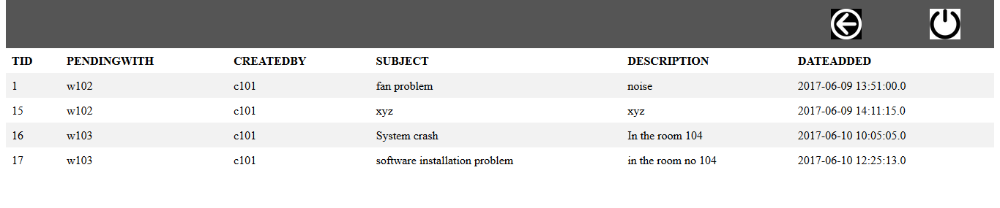 TID PENDINGWITH CREATEDBY SUBJECT DESCRIPTION DATEADDED
1 w102 c101 fan problem noise 2017-06-09 13:51:00.0
15 w102 c101 xyz xyz 2017-06-09 14:11:15.0
16 w103 c101 System crash In the room 104 2017-06-10 10:05:05.0
17 w103 c101 software installation problem in the room no 104 2017-06-10 12:25:13.0